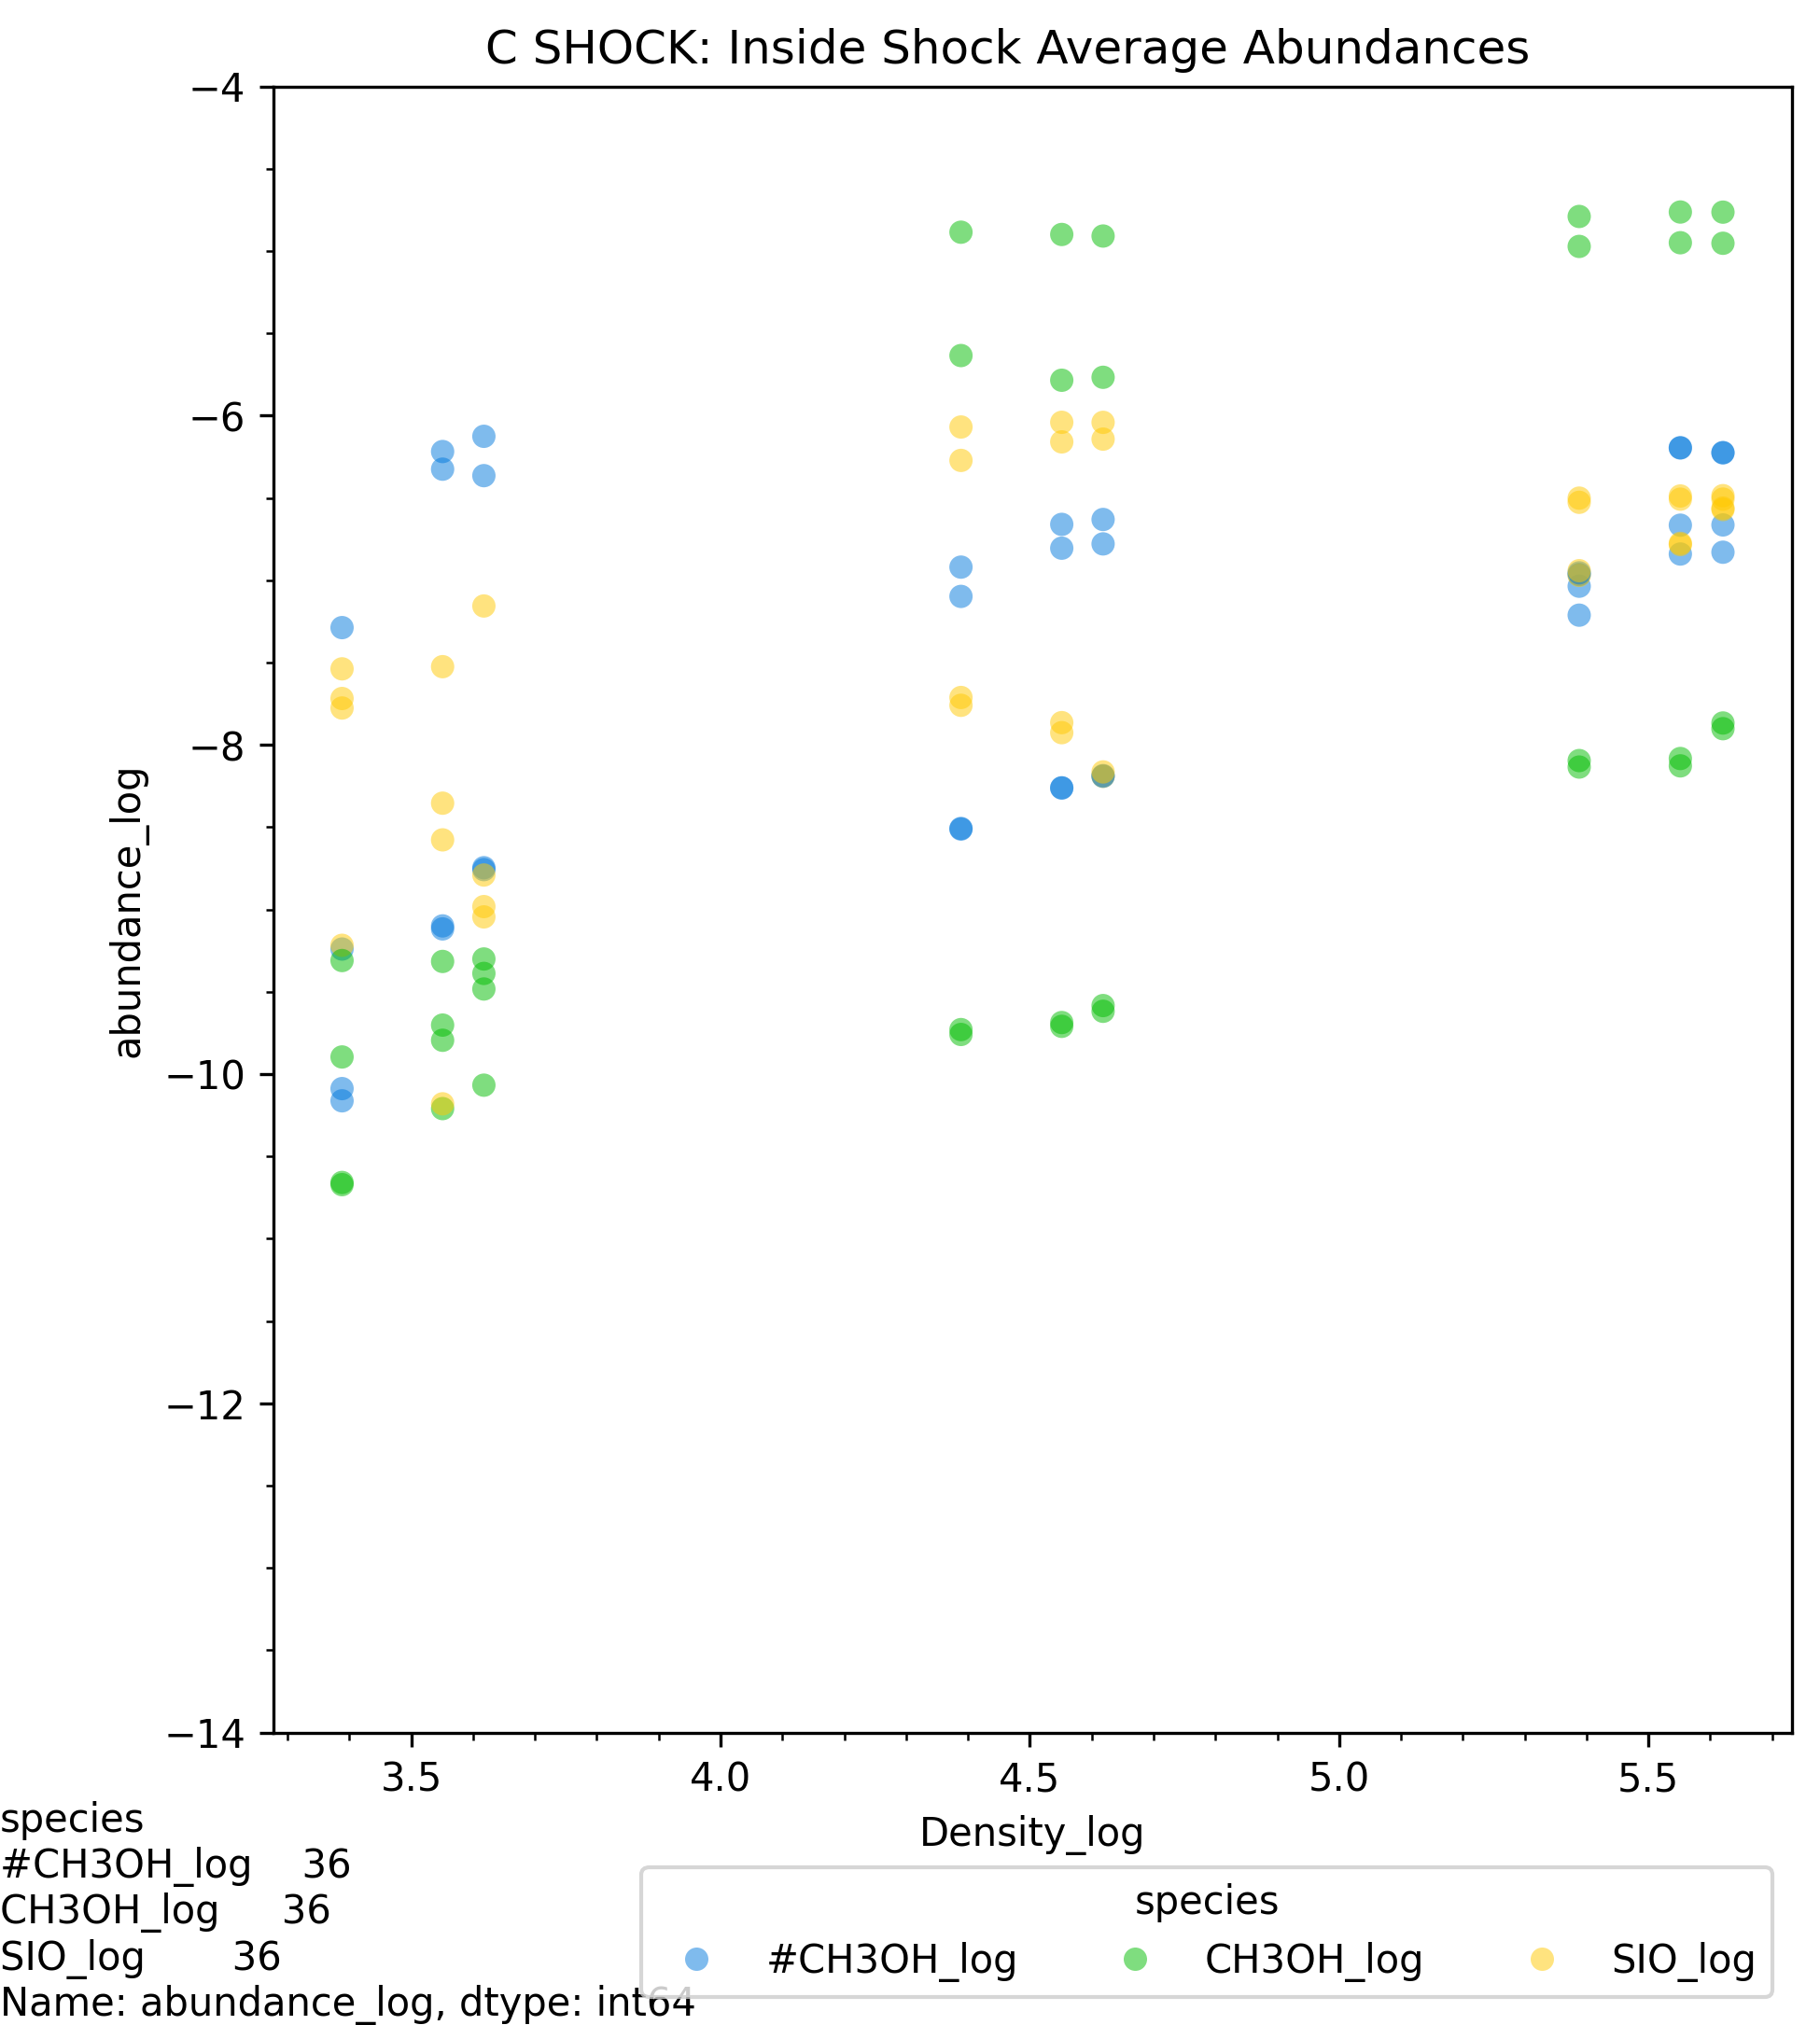 C SHOCK: Inside Shock Average Abundances
−4
−6
−8
−10
−12
−14
abundance_log
3.5 4.0 4.5 5.0 5.5
Density_log
species
#CH3OH_log 36
CH3OH_log 36
SIO_log 36
Name: abundance_log, dtype: int64
species
#CH3OH_log CH3OH_log SIO_log